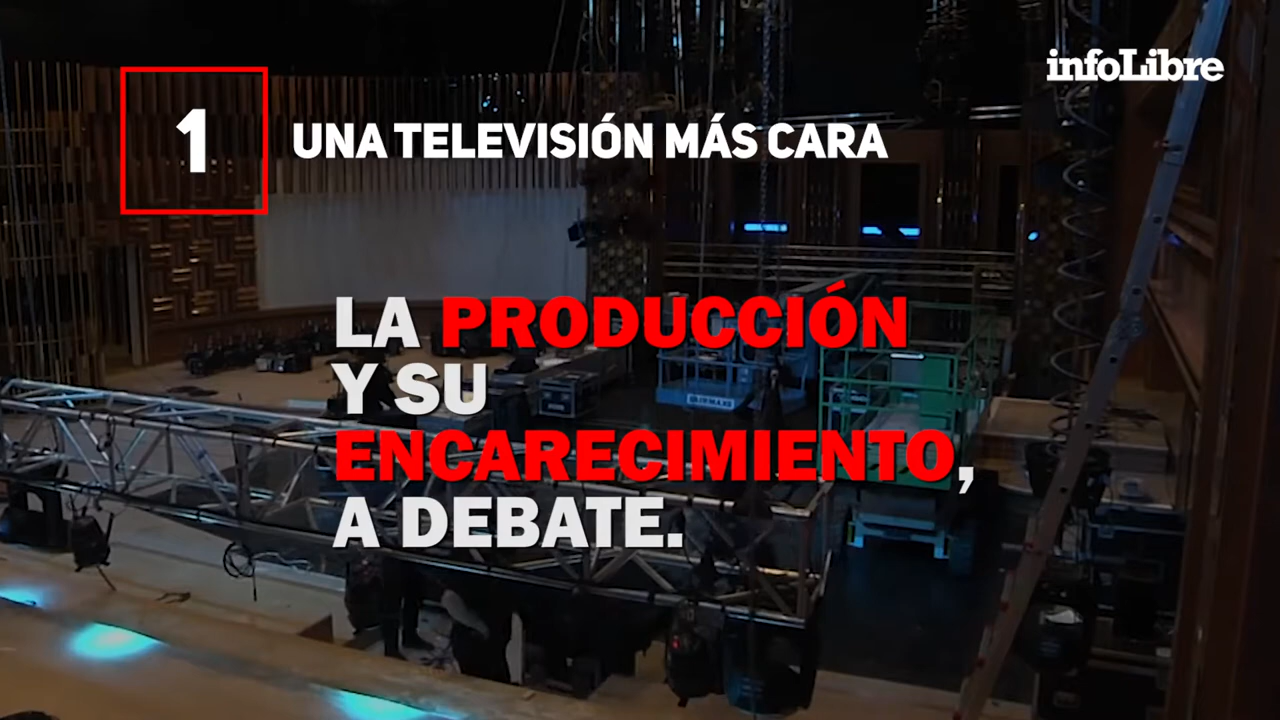 infoLibre
1
UNA TELEVISIÓN MÁS CARA
LA PRODUCCIÓN
Y SU
ENCARECIMIENTO,
A DEBATE.